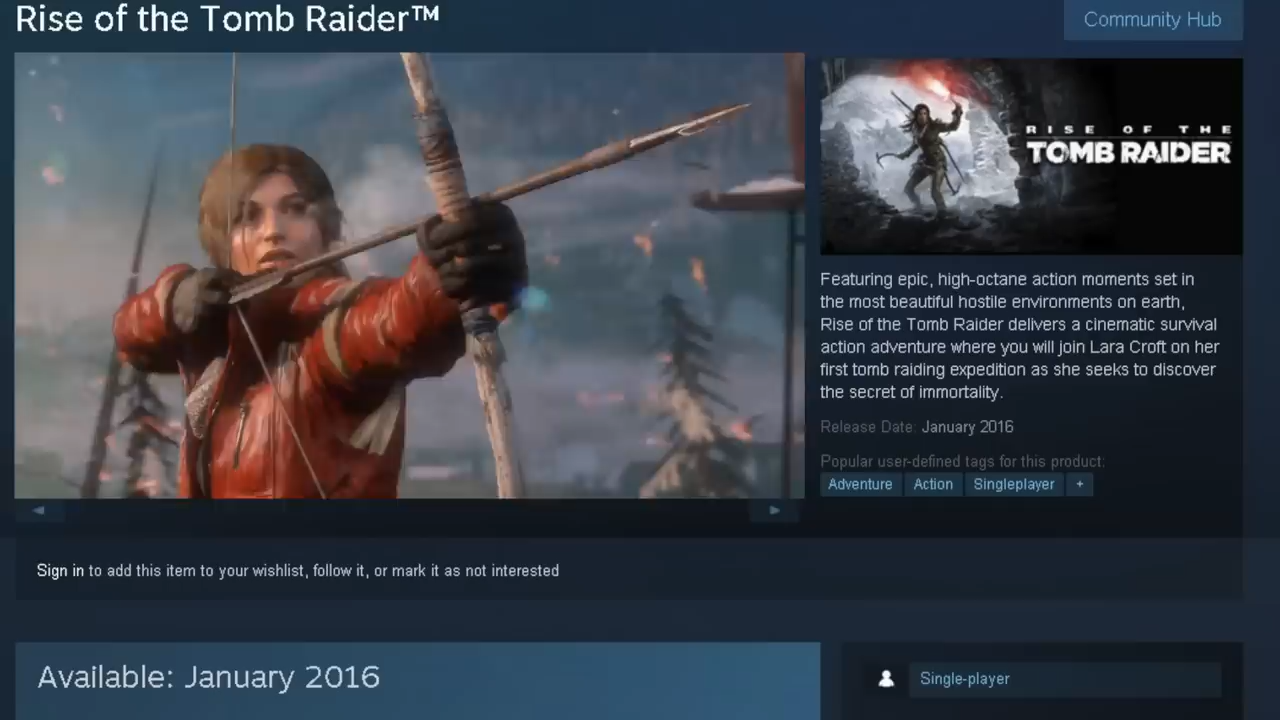 Rise of the Tomb Raider™
Community Hub
RISE OF THE
TOMB RAIDER
Featuring epic, high-octane action moments set in
the most beautiful hostile environments on earth,
Rise of the Tomb Raider delivers a cinematic survival
action adventure where you will join Lara Croft on her
first tomb raiding expedition as she seeks to discover
the secret of immortality.
Release Date: January 2016
Popular user-defined tags for this product:
Adventure Action Singleplayer +
Sign in to add this item to your wishlist, follow it, or mark it as not interested
Available: January 2016
Single-player